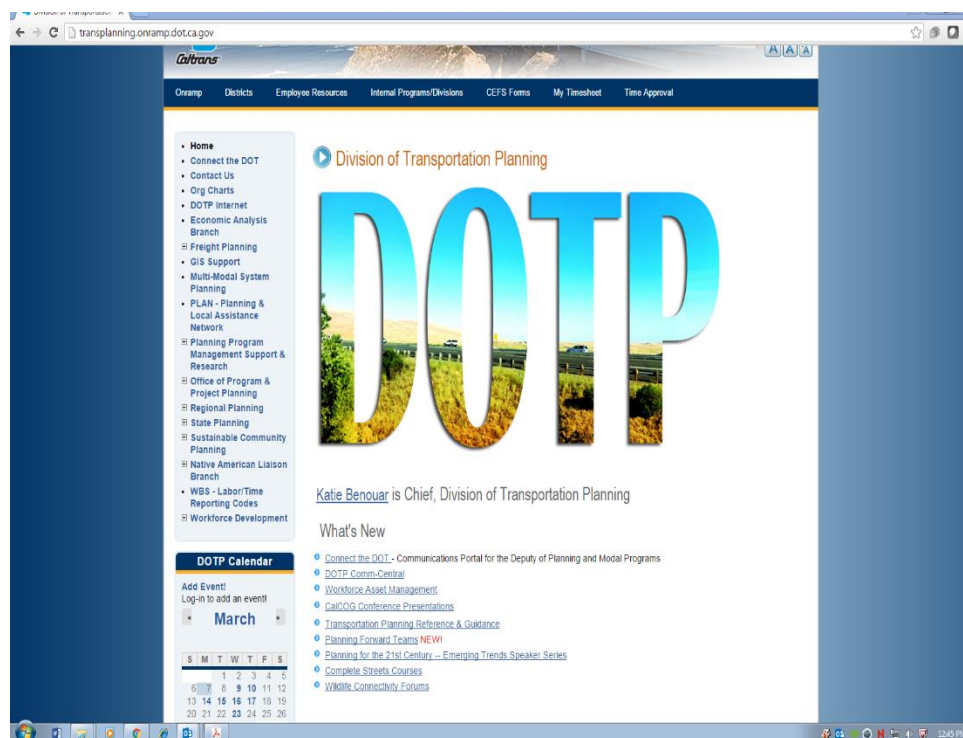 transplanning.onramp.dot.ca.gov
Caltrans
A A A
Onramp Districts Employee Resources Internal Programs/Divisions CEFS Forms My Timesheet Time Approval
Home
Connect the DOT
Contact Us
Org Charts
DOTP Internet
Economic Analysis
Branch
Freight Planning
GIS Support
Multi-Modal System
Planning
PLAN - Planning &
Local Assistance
Network
Planning Program
Management Support &
Research
Office of Program &
Project Planning
Regional Planning
State Planning
Sustainable Community
Planning
Native American Liaison
Branch
WBS - Labor/Time
Reporting Codes
Workforce Development
DOTP Calendar
Add Event!
Log-in to add an event!
March
S M T W T F S
1 2 3 4 5
6 7 8 9 10 11 12
13 14 15 16 17 18 19
20 21 22 23 24 25 26
Division of Transportation Planning
DOTP
Katie Benouar is Chief, Division of Transportation Planning
What's New
Connect the DOT - Communications Portal for the Deputy of Planning and Modal Programs
DOTP Comm-Central
Workforce Asset Management
CalCOG Conference Presentations
Transportation Planning Reference & Guidance
Planning Forward Teams NEW!
Planning for the 21st Century -- Emerging Trends Speaker Series
Complete Streets Courses
Wildlife Connectivity Forums
12:45 PM